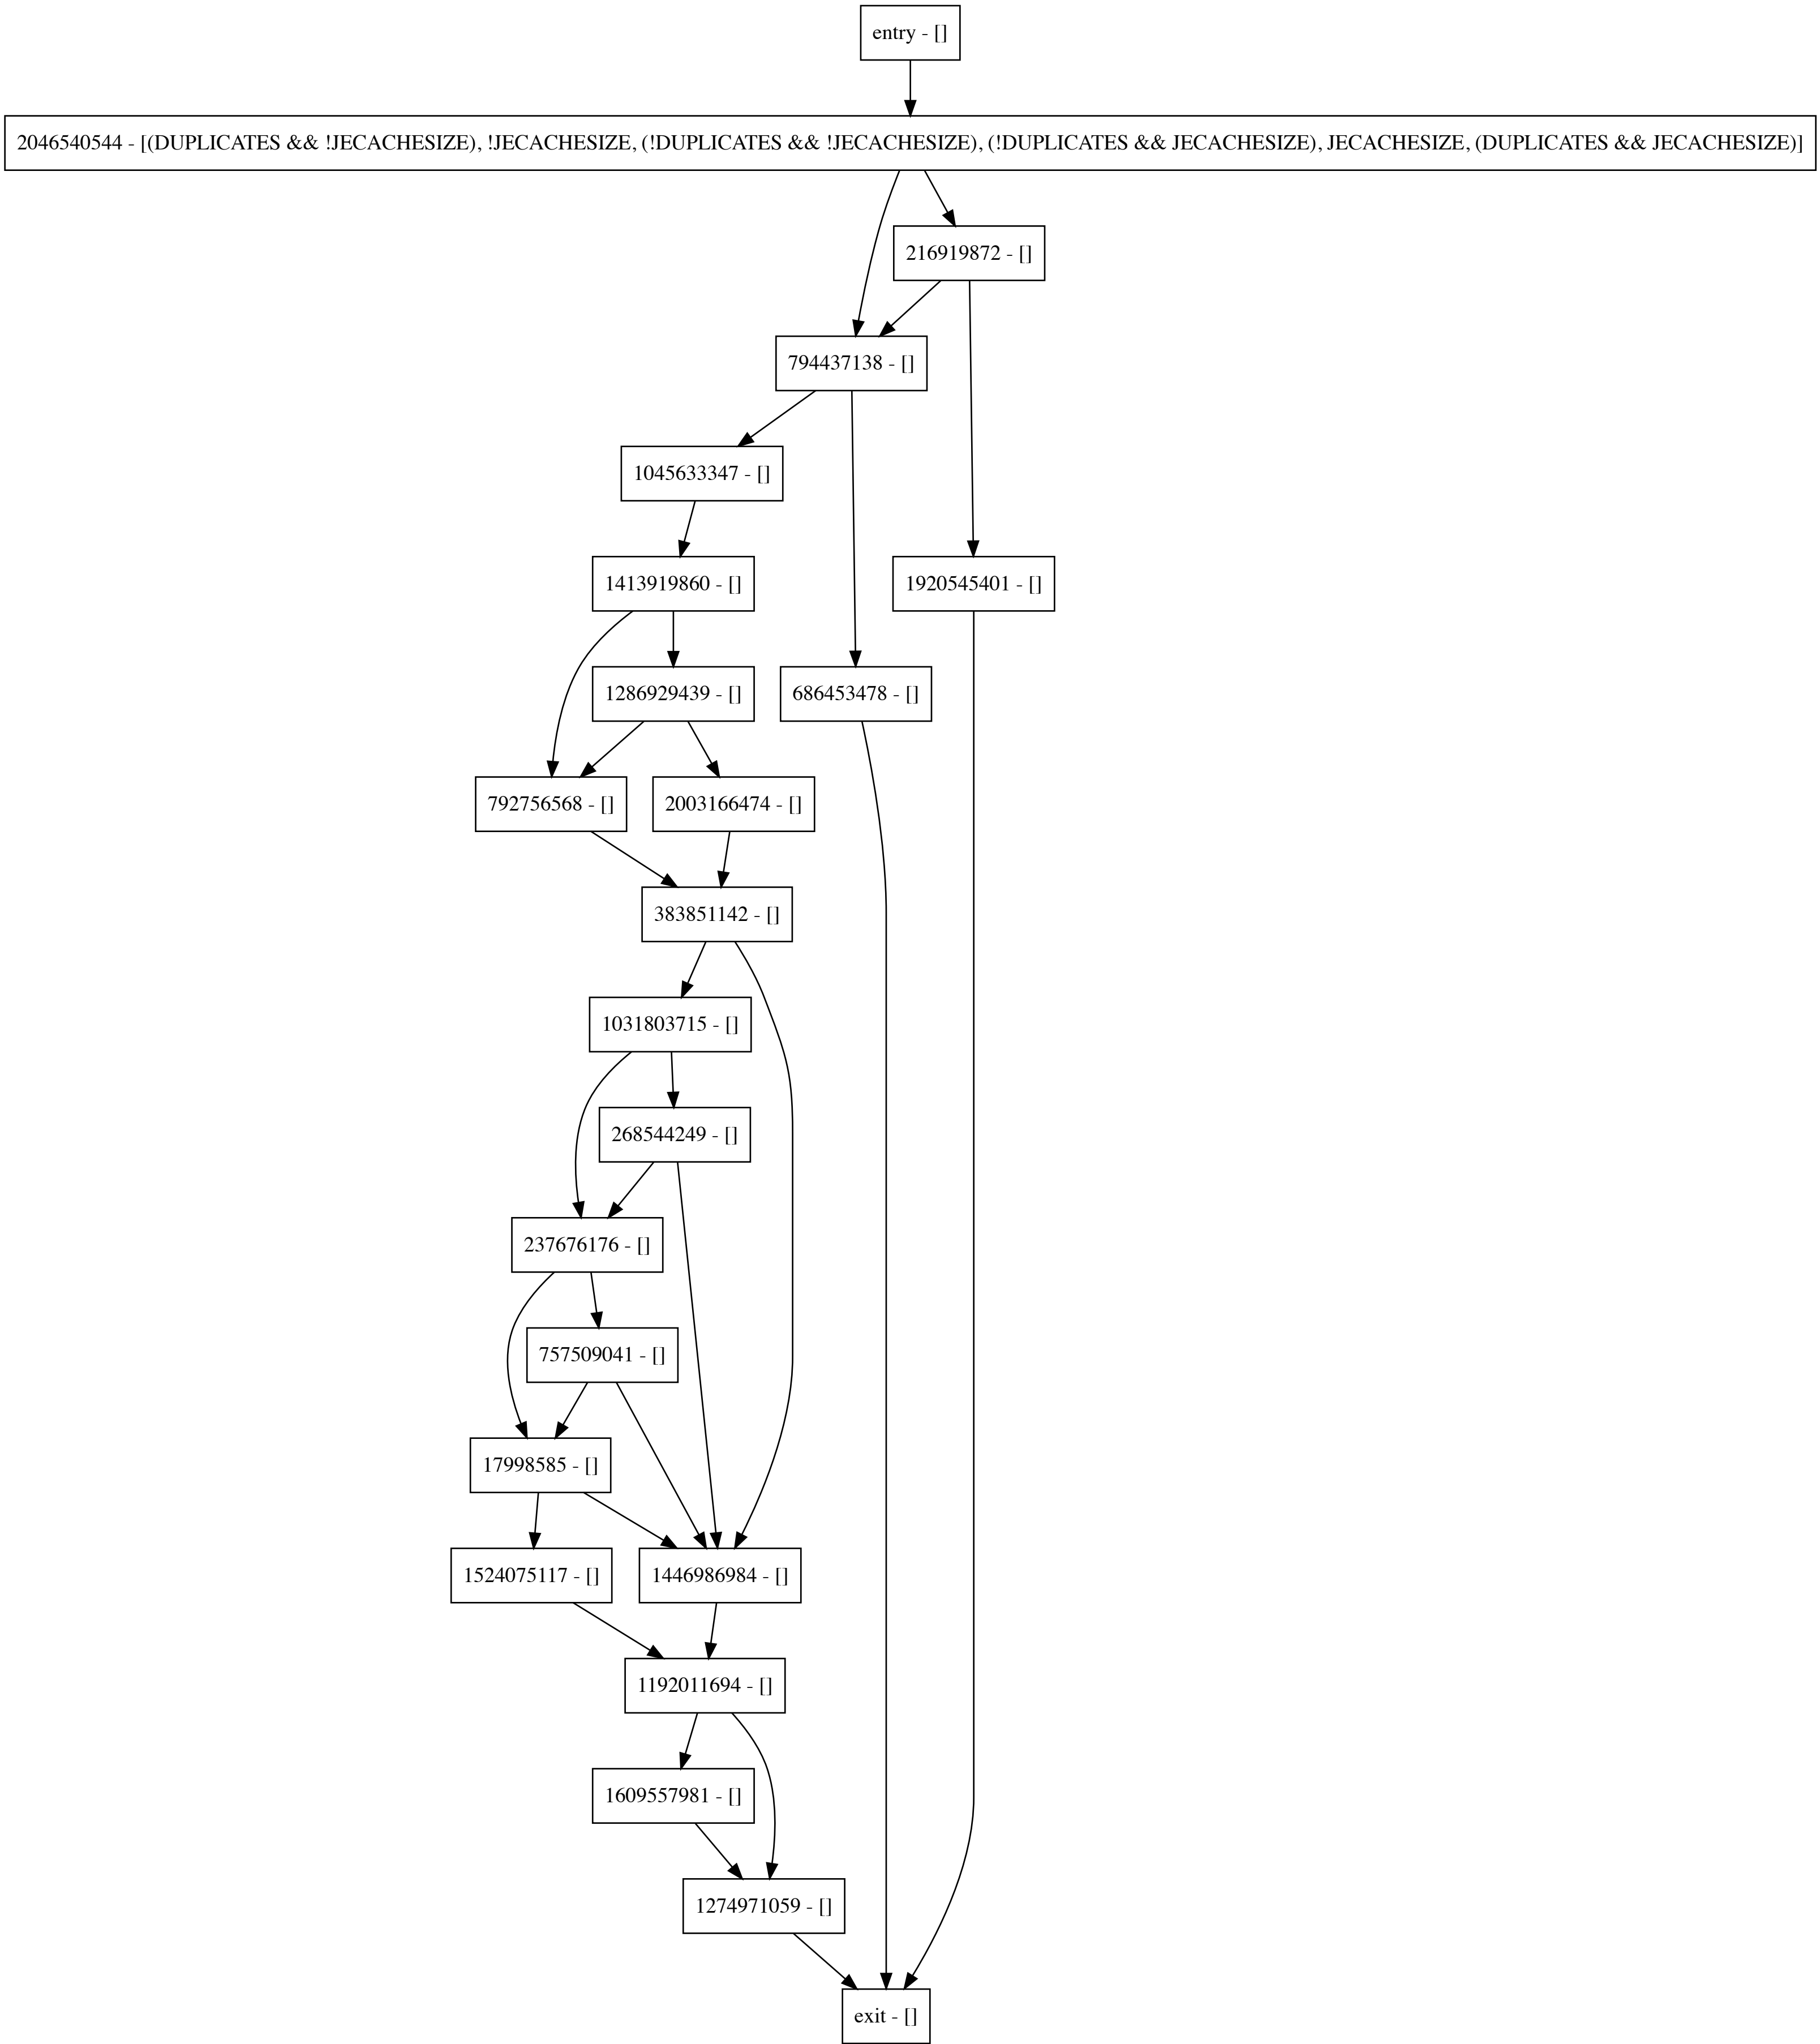 entry - []
2046540544 - [(DUPLICATES && !JECACHESIZE), !JECACHESIZE, (!DUPLICATES && !JECACHESIZE), (!DUPLICATES && JECACHESIZE), JECACHESIZE, (DUPLICATES && JECACHESIZE)]
216919872 - []
794437138 - []
1045633347 - []
1413919860 - []
1920545401 - []
1286929439 - []
686453478 - []
792756568 - []
2003166474 - []
383851142 - []
1031803715 - []
268544249 - []
237676176 - []
757509041 - []
17998585 - []
1524075117 - []
1446986984 - []
1192011694 - []
1609557981 - []
1274971059 - []
exit - []